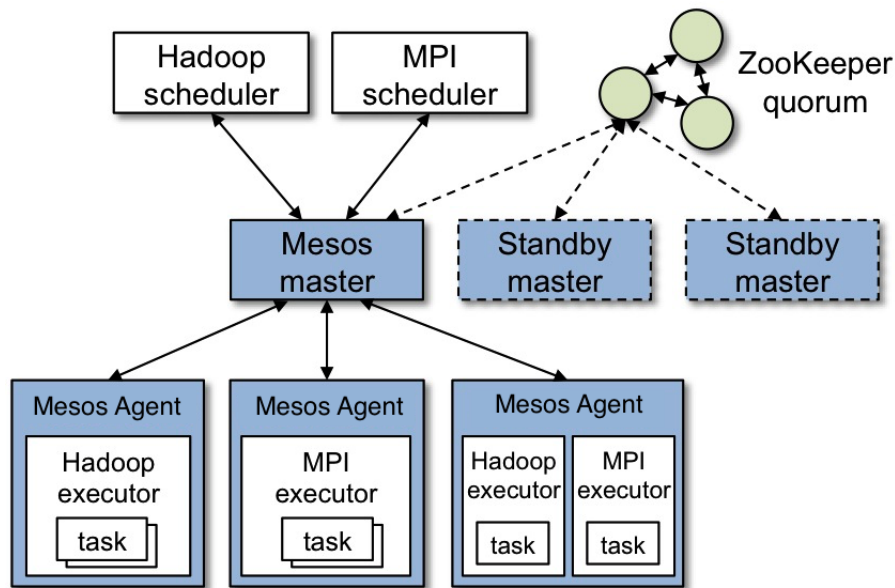 Hadoop
scheduler
MPI
scheduler
ZooKeeper
quorum
Mesos
master
Standby
master
Standby
master
Mesos Agent
Hadoop
executor
task
Mesos Agent
MPI
executor
task
Mesos Agent
Hadoop
executor
task
MPI
executor
task